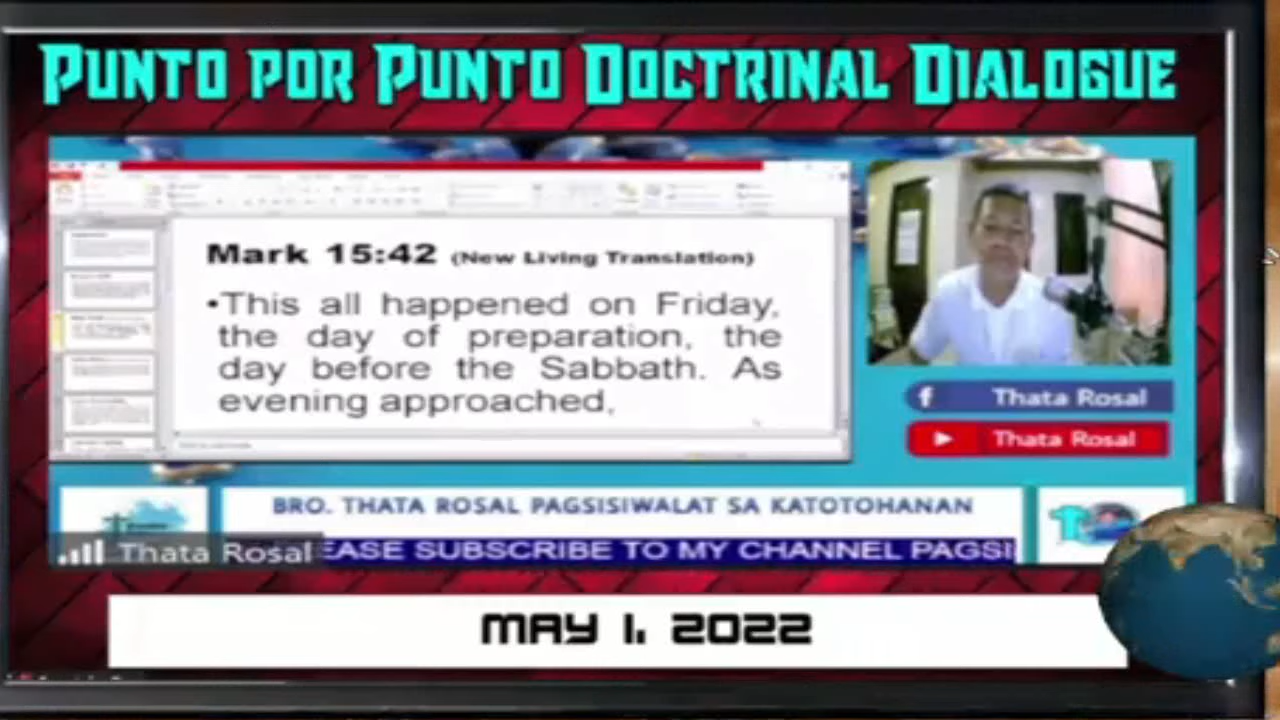 PUNTO POR PUNTO DOCTRINAL DIALOGUE
Mark 15:42 (New Living Translation)
•This all happened on Friday,
the day of preparation, the
day before the Sabbath. As
evening approached,
Thata Rosal
Thata Rosal
BRO. THATA ROSAL PAGSISIWALAT SA KATOTOHANAN
Thata Rosal
EASE SUBSCRIBE TO MY CHANNEL PAGSI
MAY 1, 2022